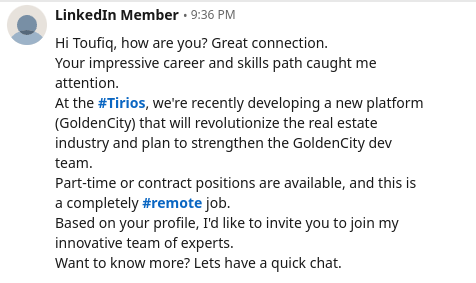 LinkedIn Member • 9:36 PM
Hi Toufiq, how are you? Great connection.
Your impressive career and skills path caught me
attention.
At the #Tirios, we're recently developing a new platform
(GoldenCity) that will revolutionize the real estate
industry and plan to strengthen the GoldenCity dev
team.
Part-time or contract positions are available, and this is
a completely #remote job.
Based on your profile, I'd like to invite you to join my
innovative team of experts.
Want to know more? Lets have a quick chat.